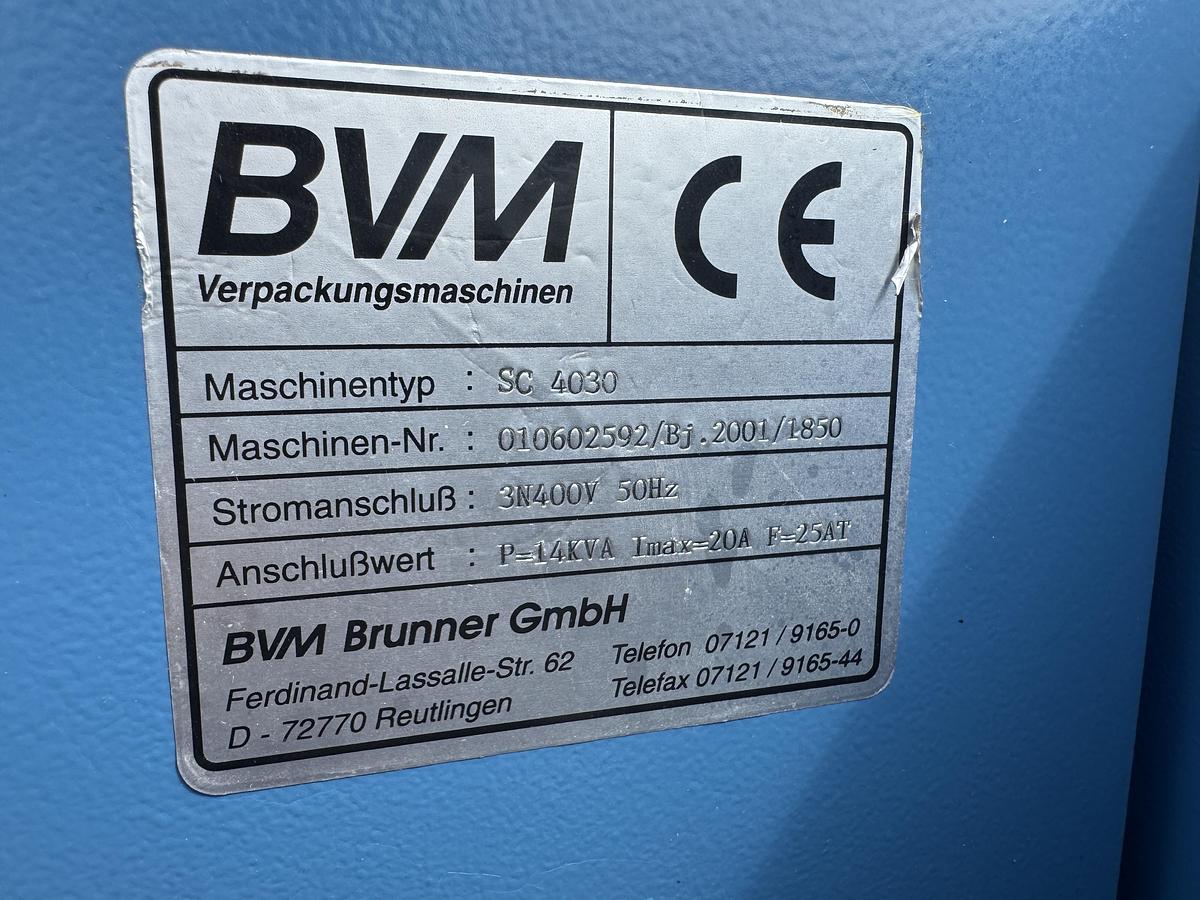 BVM
Verpackungsmaschinen
CE
Maschinentyp : SC 4030
Maschinen-Nr. : 010602592/Bj.2001/1850
Stromanschluß : 3N400V 50Hz
Anschlußwert : P=14KVA Imax=20A F=25AT
BVM Brunner GmbH
Ferdinand-Lassalle-Str. 62
D - 72770 Reutlingen
Telefon 07121 / 9165-0
Telefax 07121 / 9165-44